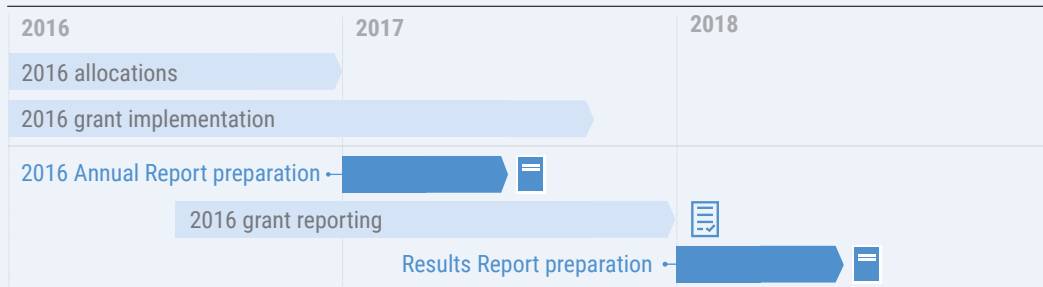 2016
2017
2018
2016 allocations
2016 grant implementation
2016 Annual Report preparation
2016 grant reporting
Results Report preparation